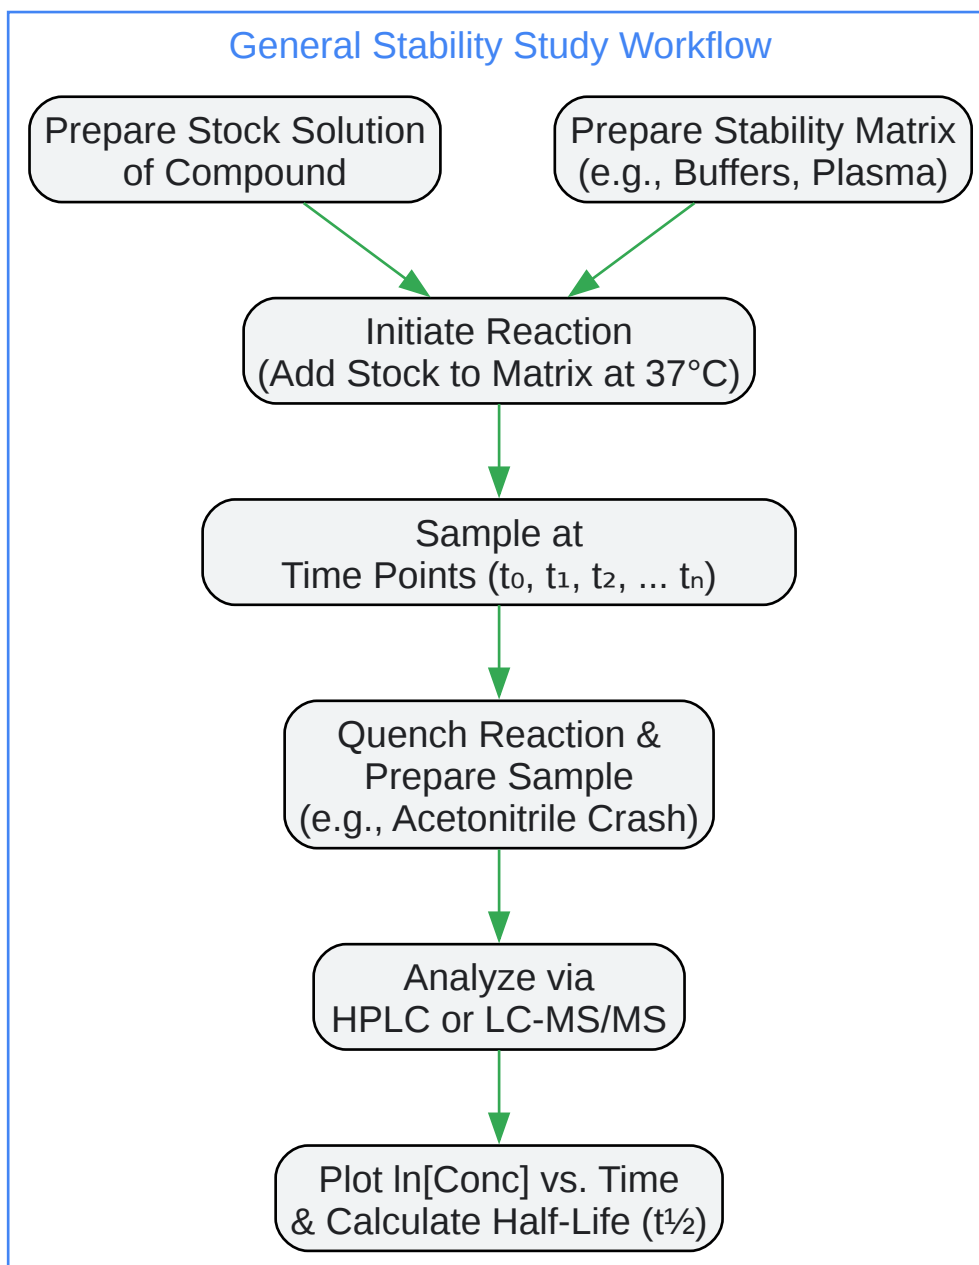 General Stability Study Workflow
Prepare Stock Solution
of Compound
Prepare Stability Matrix
(e.g., Buffers, Plasma)
Initiate Reaction
(Add Stock to Matrix at 37°C)
Sample at
Time Points (t₀, t₁, t₂, ... tₙ)
Quench Reaction &
Prepare Sample
(e.g., Acetonitrile Crash)
Analyze via
HPLC or LC-MS/MS
Plot ln[Conc] vs. Time
& Calculate Half-Life (t½)